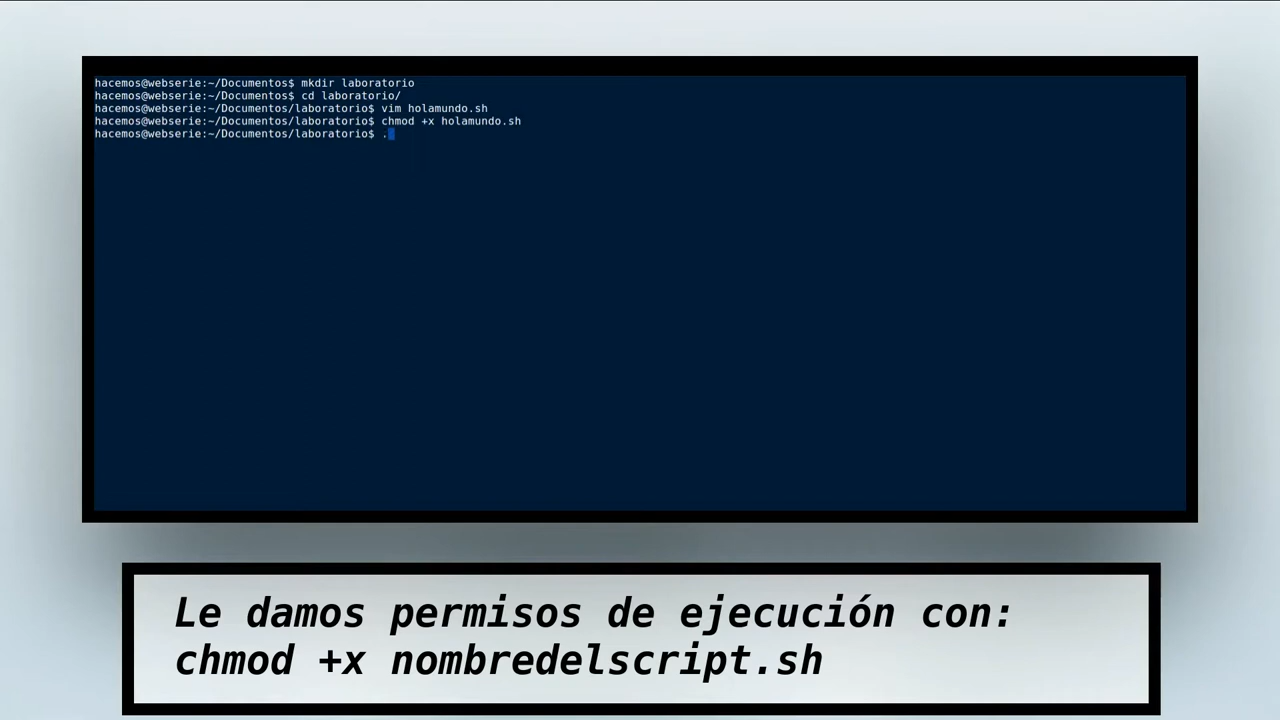 hacemos@webserie:~/Documentos$ mkdir laboratorio
hacemos@webserie:~/Documentos$ cd laboratorio/
hacemos@webserie:~/Documentos/laboratorio$ vim holamundo.sh
hacemos@webserie:~/Documentos/laboratorio$ chmod +x holamundo.sh
hacemos@webserie:~/Documentos/laboratorio$ .
Le damos permisos de ejecución con:
chmod +x nombredelscript.sh